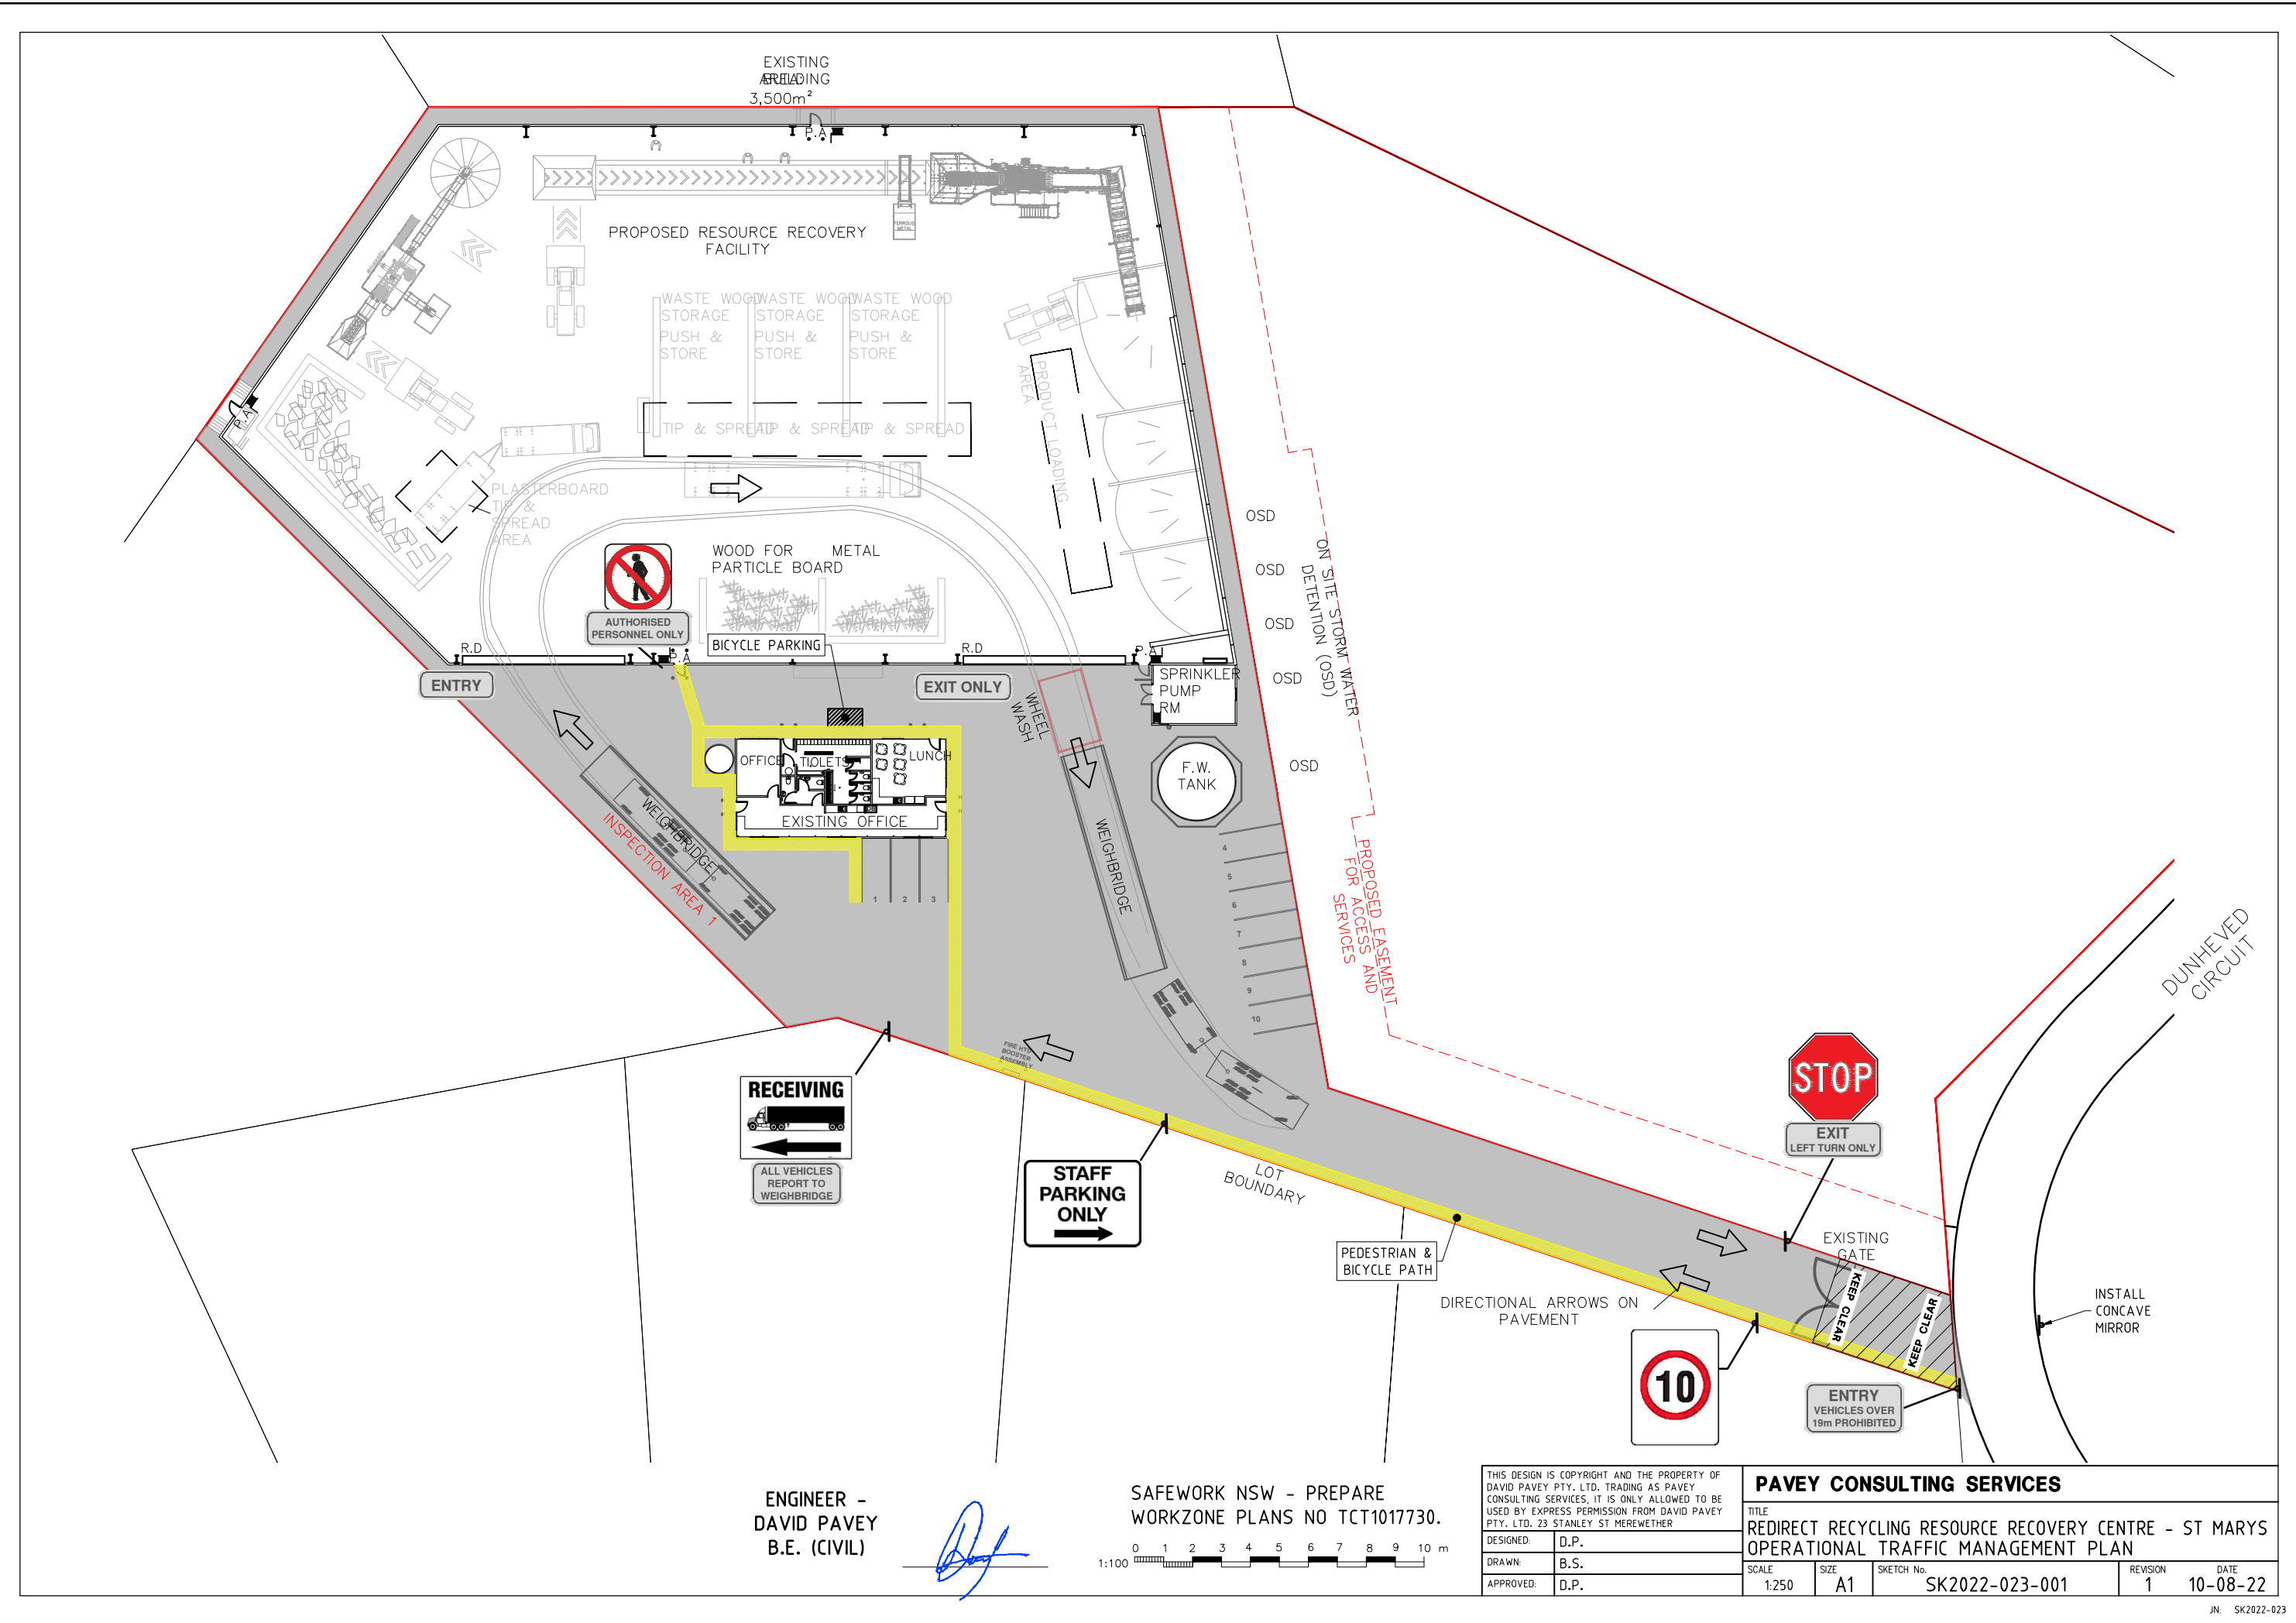 EXISTING
BUILDING
AREA:
3,500m²
P.A
PROPOSED RESOURCE RECOVERY
FACILITY
FERROUS
METAL
WASTE WOOD
STORAGE
PUSH &
STORE
WASTE WOOD
STORAGE
PUSH &
STORE
WASTE WOOD
STORAGE
PUSH &
STORE
TIP & SPREAD
TIP & SPREAD
TIP & SPREAD
PRODUCT LOADING
AREA
P.A
PLASTERBOARD
TIP &
SPREAD
AREA
WOOD FOR
PARTICLE BOARD
METAL
AUTHORISED
PERSONNEL ONLY
BICYCLE PARKING
R.D
P.A
R.D
P.A
ENTRY
EXIT ONLY
WHEEL
WASH
SPRINKLER
PUMP
RM
F.W.
TANK
OSD
OSD
OSD
OSD
OSD
ON SITE STORM WATER
DETENTION (OSD)
PROPOSED EASEMENT
FOR ACCESS AND
SERVICES
OFFICE
TIOLETS
LUNCH
EXISTING OFFICE
WEIGHBRIDGE
INSPECTION AREA 1
WEIGHBRIDGE
1
2
3
4
5
6
7
8
9
10
FIRE HYD
BOOSTER
ASSEMBLY
RECEIVING
ALL VEHICLES
REPORT TO
WEIGHBRIDGE
STAFF
PARKING
ONLY
LOT
BOUNDARY
PEDESTRIAN &
BICYCLE PATH
DIRECTIONAL ARROWS ON
PAVEMENT
10
STOP
EXIT
LEFT TURN ONLY
EXISTING
GATE
KEEP CLEAR
KEEP CLEAR
ENTRY
VEHICLES OVER
19m PROHIBITED
DUNHEVED
CIRCUIT
INSTALL
CONCAVE
MIRROR
ENGINEER -
DAVID PAVEY
B.E. (CIVIL)
SAFEWORK NSW - PREPARE
WORKZONE PLANS NO TCT1017730.
1:100
0 1 2 3 4 5 6 7 8 9 10 m
THIS DESIGN IS COPYRIGHT AND THE PROPERTY OF
DAVID PAVEY PTY. LTD. TRADING AS PAVEY
CONSULTING SERVICES, IT IS ONLY ALLOWED TO BE
USED BY EXPRESS PERMISSION FROM DAVID PAVEY
PTY. LTD. 23 STANLEY ST MEREWETHER
DESIGNED: D.P.
DRAWN: B.S.
APPROVED: D.P.
PAVEY CONSULTING SERVICES
TITLE
REDIRECT RECYCLING RESOURCE RECOVERY CENTRE - ST MARYS
OPERATIONAL TRAFFIC MANAGEMENT PLAN
SCALE
1:250
SIZE
A1
SKETCH No.
SK2022-023-001
REVISION
1
DATE
10-08-22
JN: SK2022-023